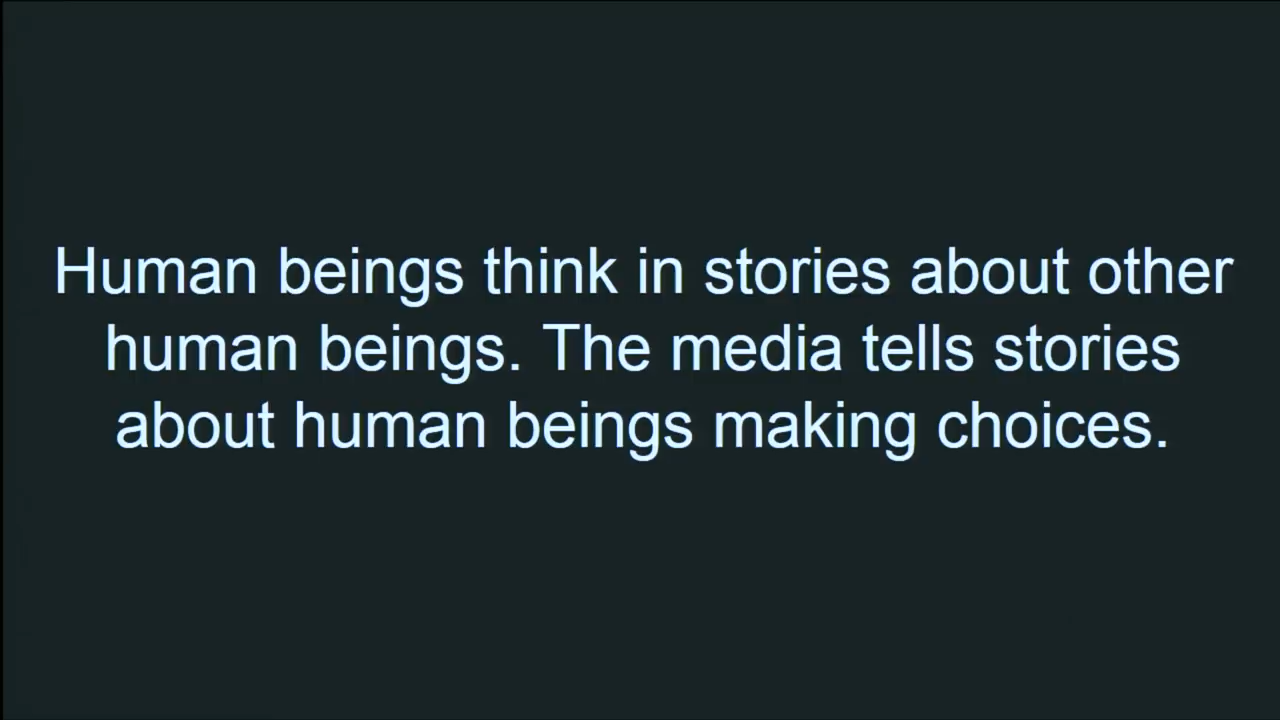 Human beings think in stories about other
human beings. The media tells stories
about human beings making choices.